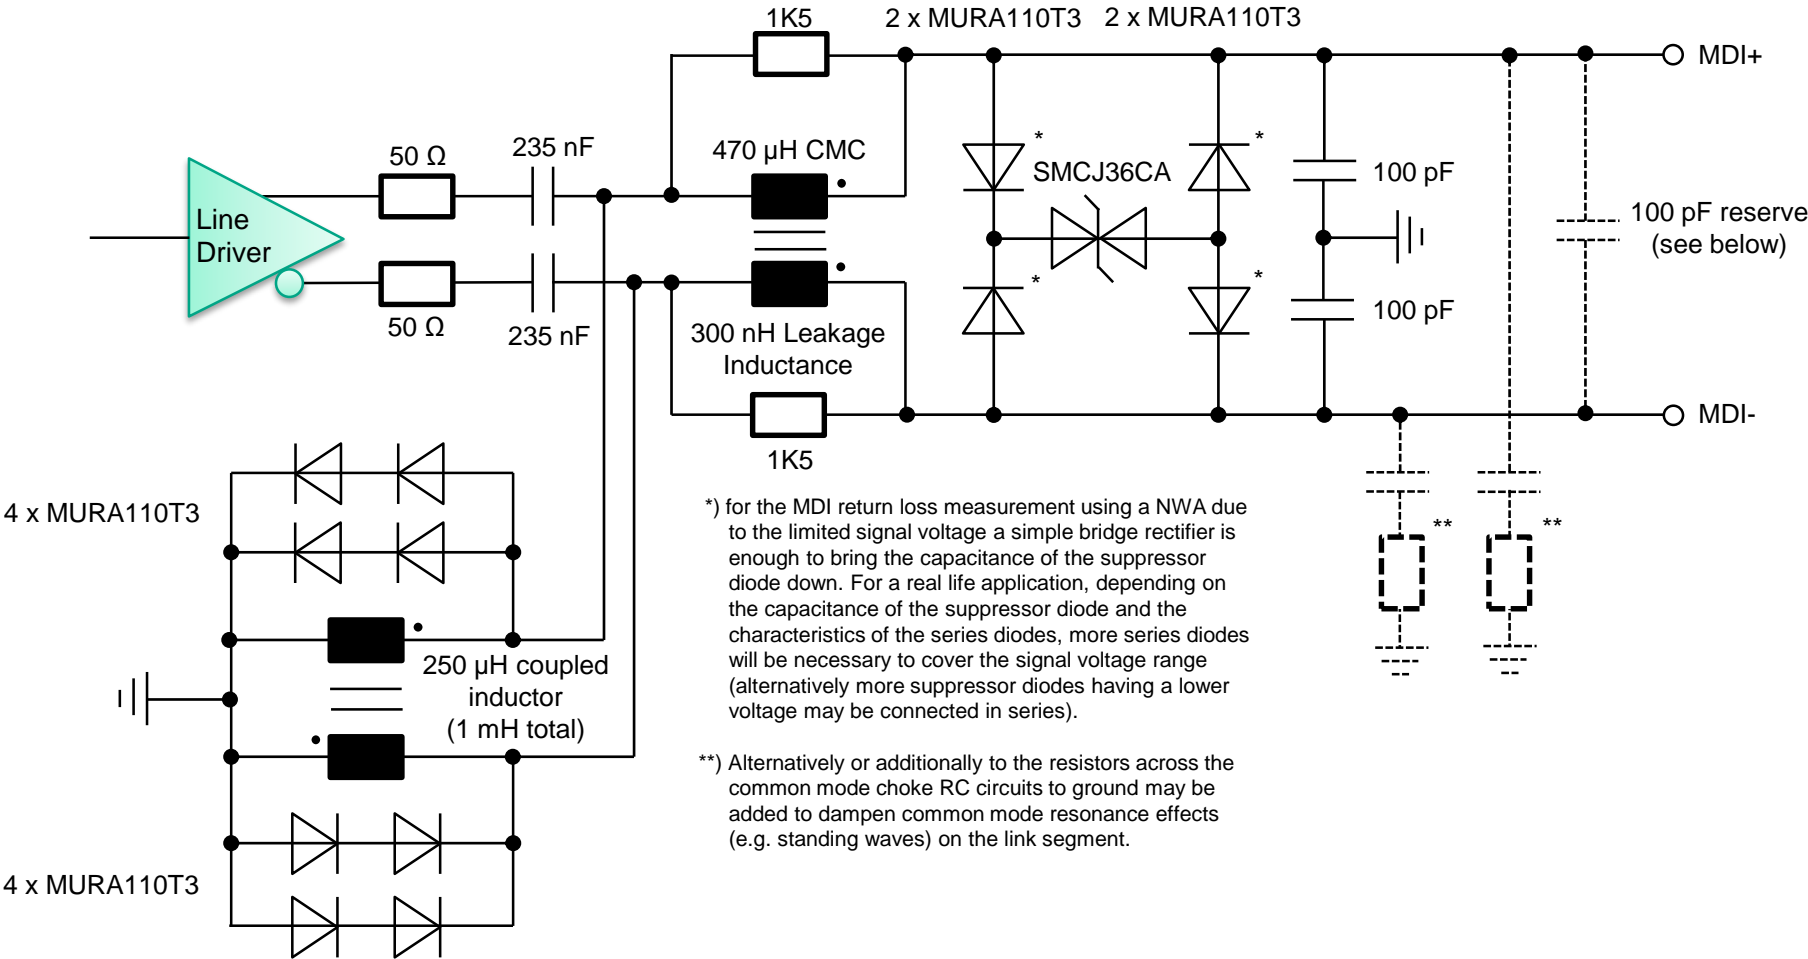 1K5
2 x MURA110T3
2 x MURA110T3
MDI+
50 Ω
235 nF
470 µH CMC
*
*
SMCJ36CA
100 pF
Line
Driver
100 pF reserve
(see below)
*
*
50 Ω
235 nF
300 nH Leakage
Inductance
100 pF
MDI-
1K5
4 x MURA110T3
*) for the MDI return loss measurement using a NWA due
to the limited signal voltage a simple bridge rectifier is
enough to bring the capacitance of the suppressor
diode down. For a real life application, depending on
the capacitance of the suppressor diode and the
characteristics of the series diodes, more series diodes
will be necessary to cover the signal voltage range
(alternatively more suppressor diodes having a lower
voltage may be connected in series).
**
**
250 µH coupled
inductor
(1 mH total)
**) Alternatively or additionally to the resistors across the
common mode choke RC circuits to ground may be
added to dampen common mode resonance effects
(e.g. standing waves) on the link segment.
4 x MURA110T3